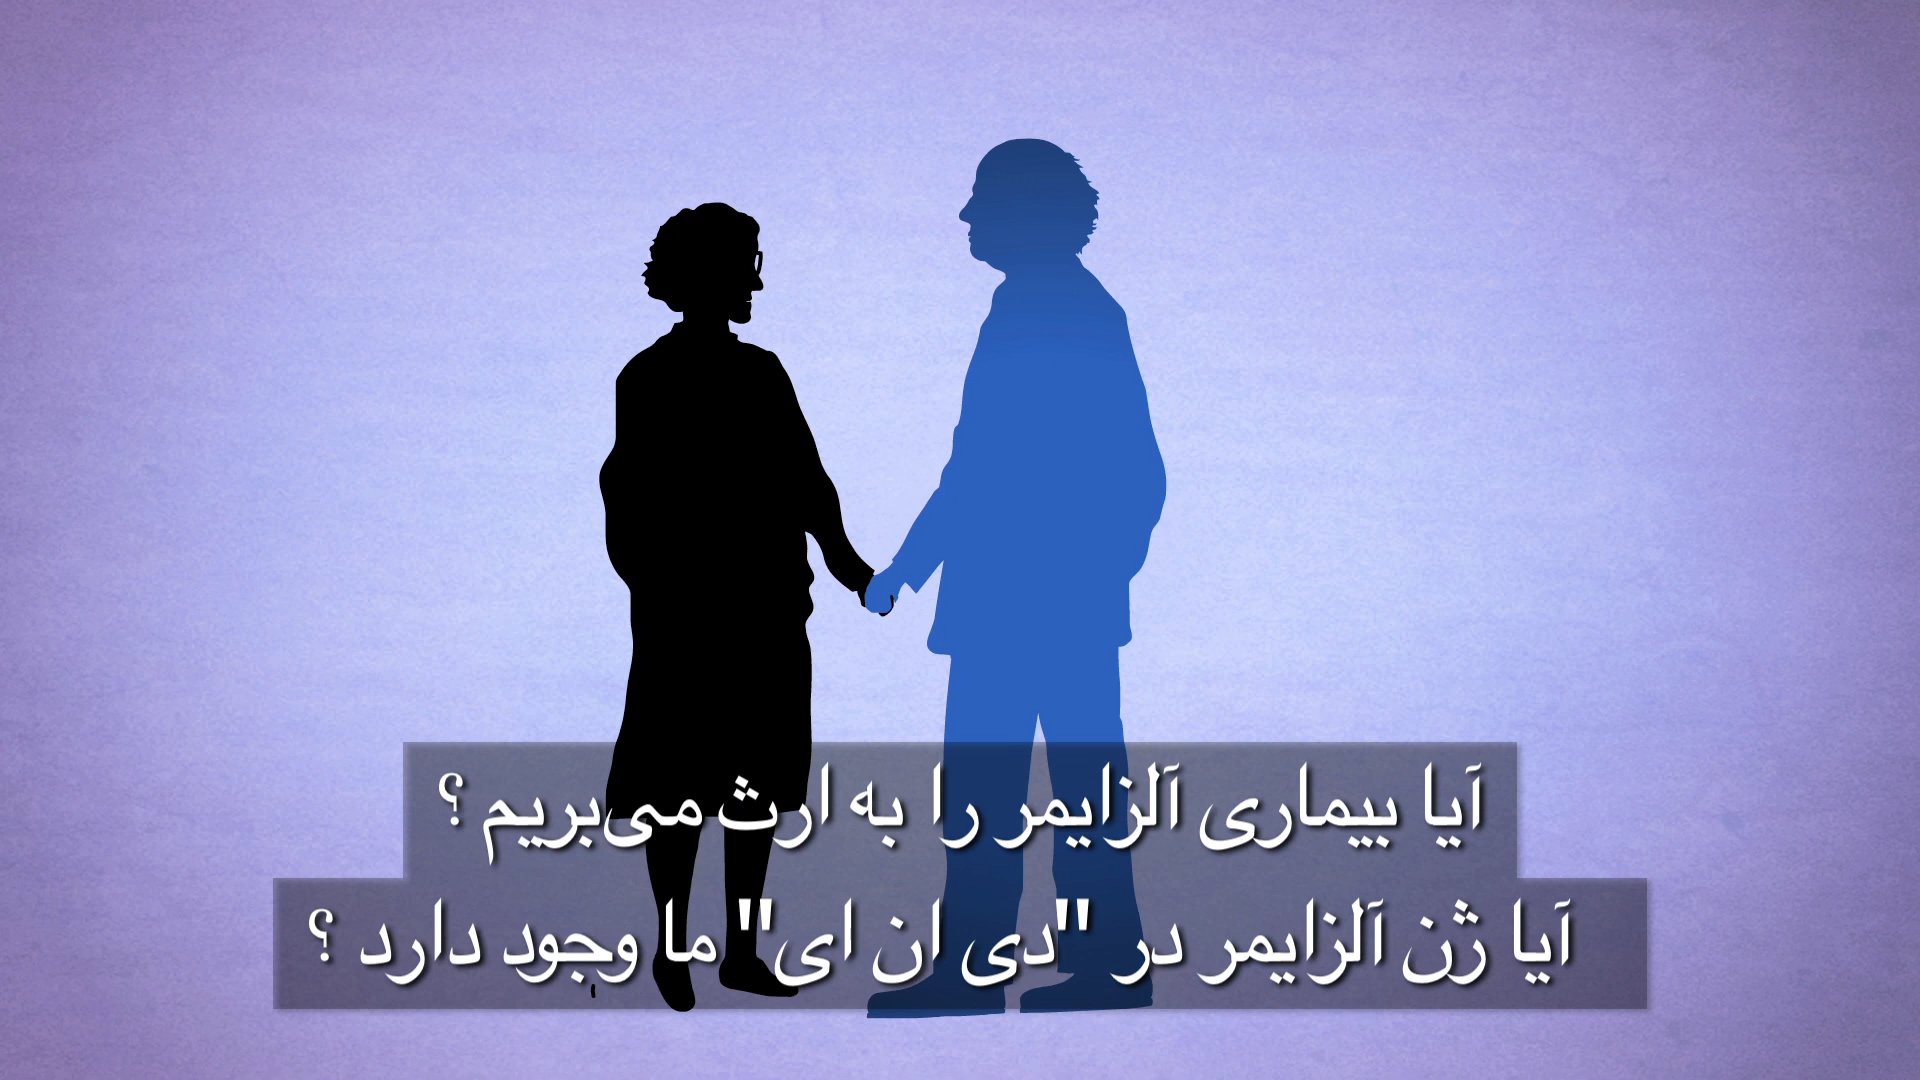 آیا بیماری آلزایمر را به ارث می‌بریم ؟
آیا ژن آلزایمر در "دی ان ای" ما وجود دارد ؟